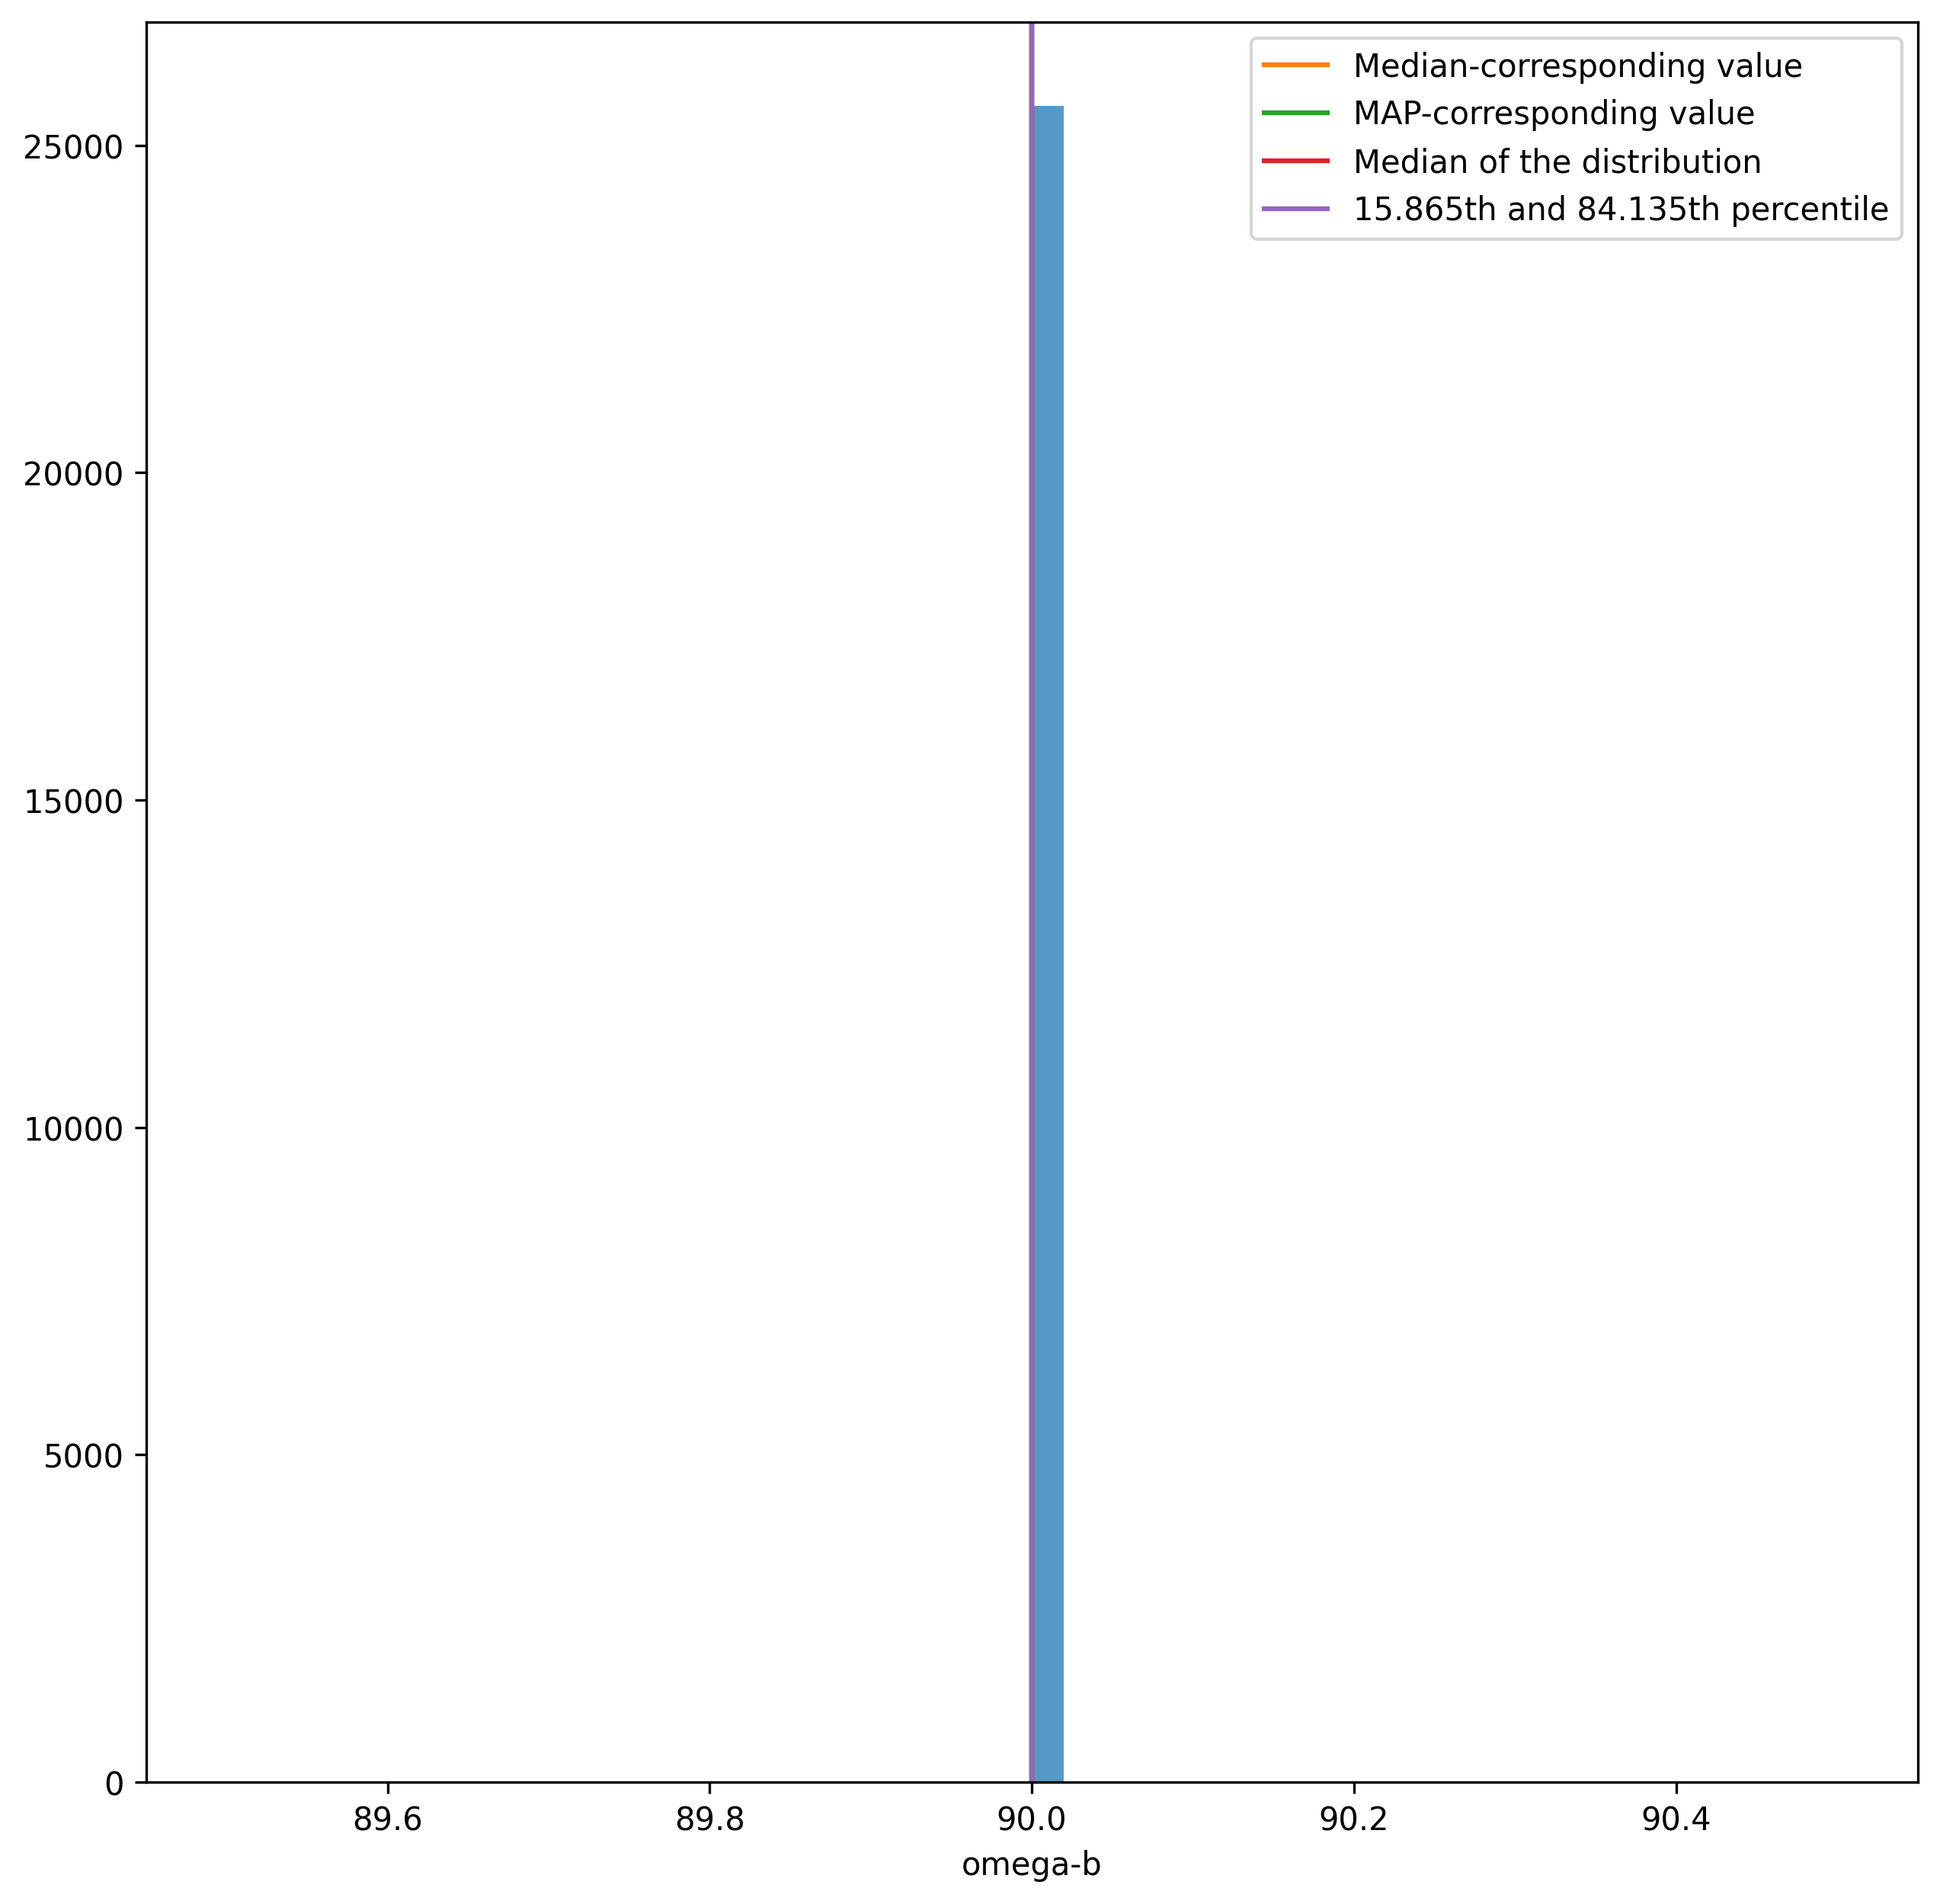 Median-corresponding value
MAP-corresponding value
Median of the distribution
15.865th and 84.135th percentile
25000
20000
15000
10000
5000
0
89.6 89.8 90.0 90.2 90.4
omega-b